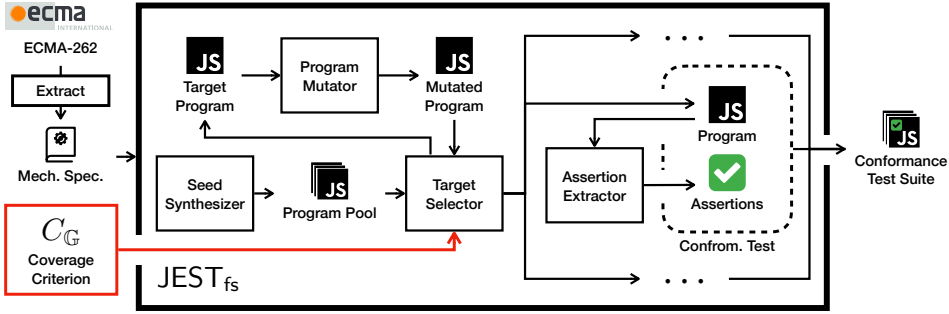 ecma
INTERNATIONAL
ECMA-262
Extract
Mech. Spec.
C𝔾
Coverage
Criterion
JS
Target
Program
Program
Mutator
JS
Mutated
Program
Seed
Synthesizer
JS
Program Pool
Target
Selector
JESTfs
. . .
JS
Program
Assertion
Extractor
Assertions
Confrom. Test
. . .
JS
Conformance
Test Suite